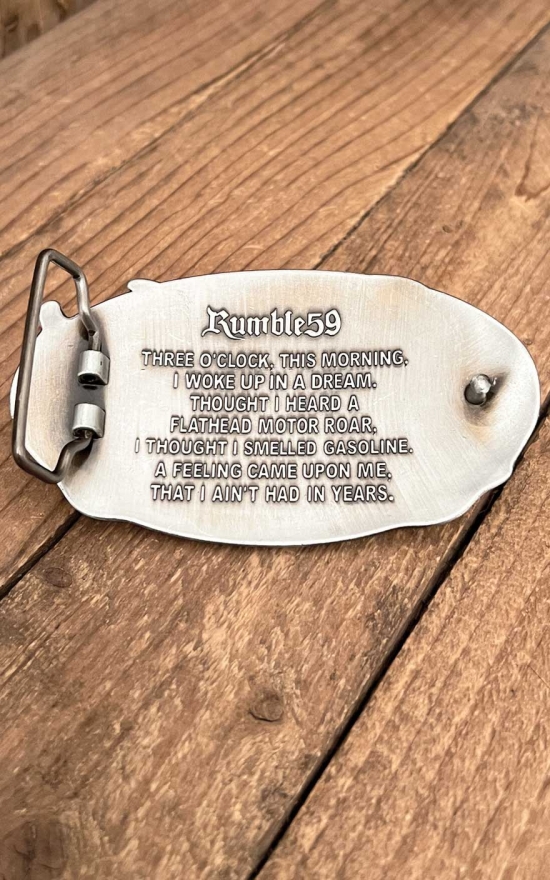 Rumble59
THREE O'CLOCK, THIS MORNING,
I WOKE UP IN A DREAM.
THOUGHT I HEARD A
FLATHEAD MOTOR ROAR,
I THOUGHT I SMELLED GASOLINE.
A FEELING CAME UPON ME,
THAT I AIN'T HAD IN YEARS.